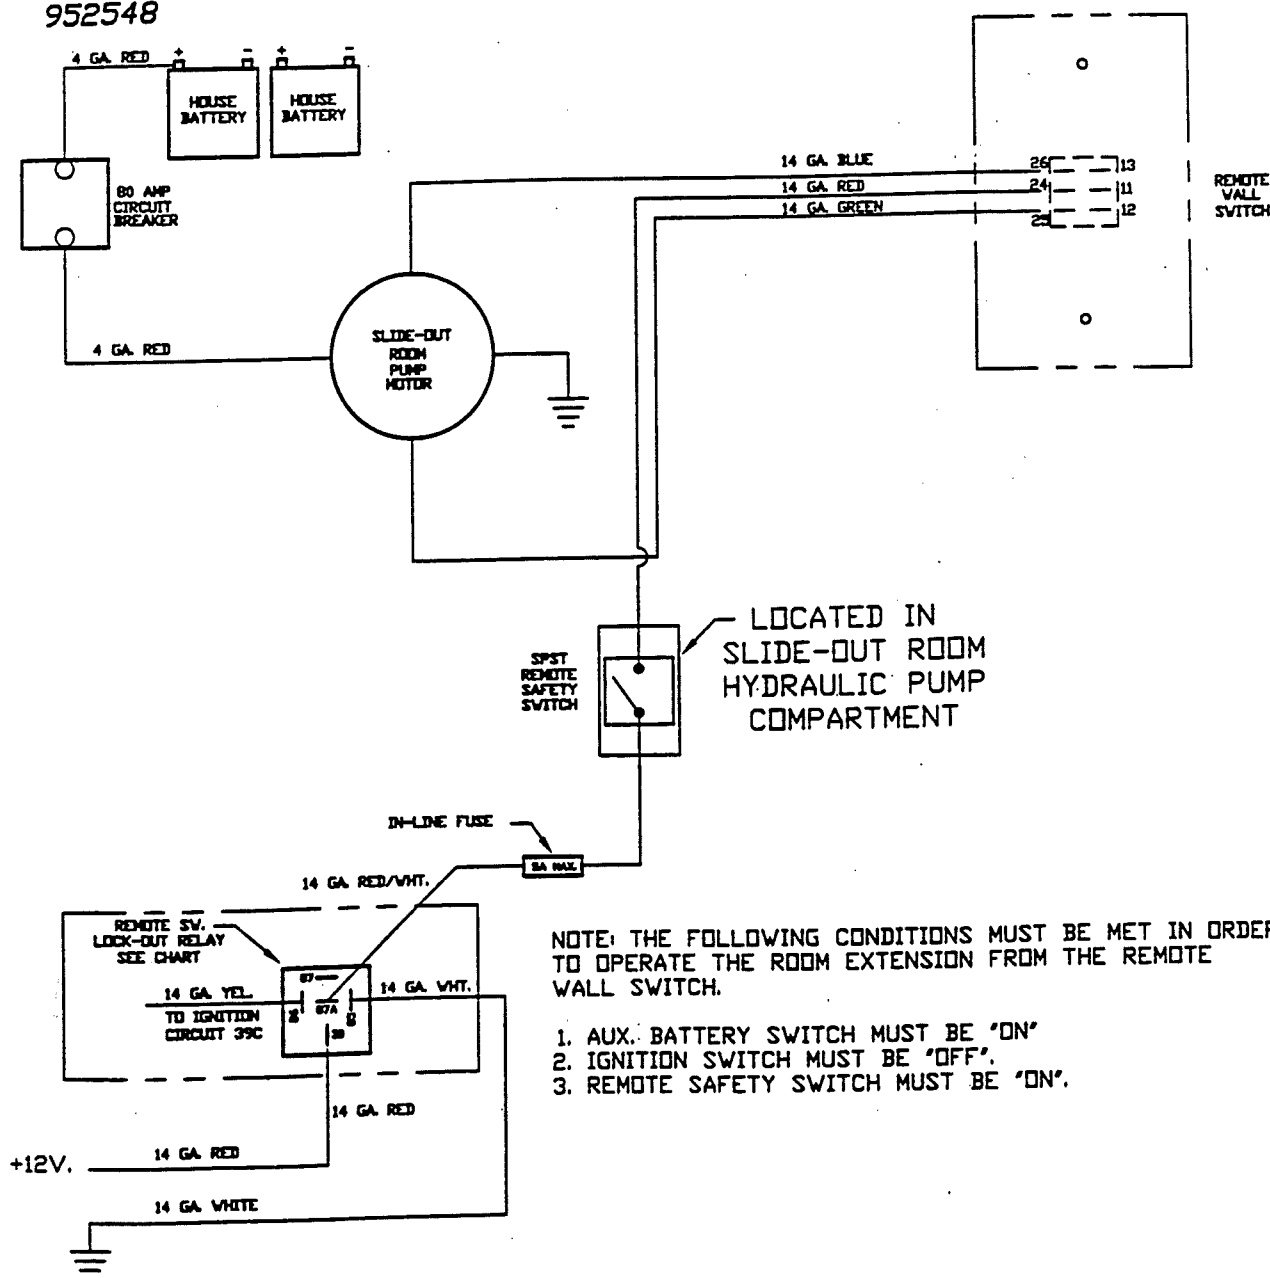 952548
4 GA. RED
+ - + -
HOUSE
BATTERY
HOUSE
BATTERY
80 AMP
CIRCUIT
BREAKER
4 GA. RED
SLIDE-OUT
ROOM
PUMP
MOTOR
14 GA. BLUE
14 GA. RED
14 GA. GREEN
26
24
25
13
11
12
REMOTE
WALL
SWITCH
LOCATED IN
SLIDE-OUT ROOM
HYDRAULIC PUMP
COMPARTMENT
SPST
REMOTE
SAFETY
SWITCH
IN-LINE FUSE
5A MAX.
14 GA. RED/WHT.
REMOTE SW.
LOCK-OUT RELAY
SEE CHART
87
87A
86
85
30
14 GA. YEL.
TO IGNITION
CIRCUIT 39C
14 GA. WHT.
14 GA. RED
+12V.
14 GA. RED
14 GA. WHITE
NOTE: THE FOLLOWING CONDITIONS MUST BE MET IN ORDER
TO OPERATE THE ROOM EXTENSION FROM THE REMOTE
WALL SWITCH.
1. AUX. BATTERY SWITCH MUST BE "ON"
2. IGNITION SWITCH MUST BE "OFF".
3. REMOTE SAFETY SWITCH MUST BE "ON".